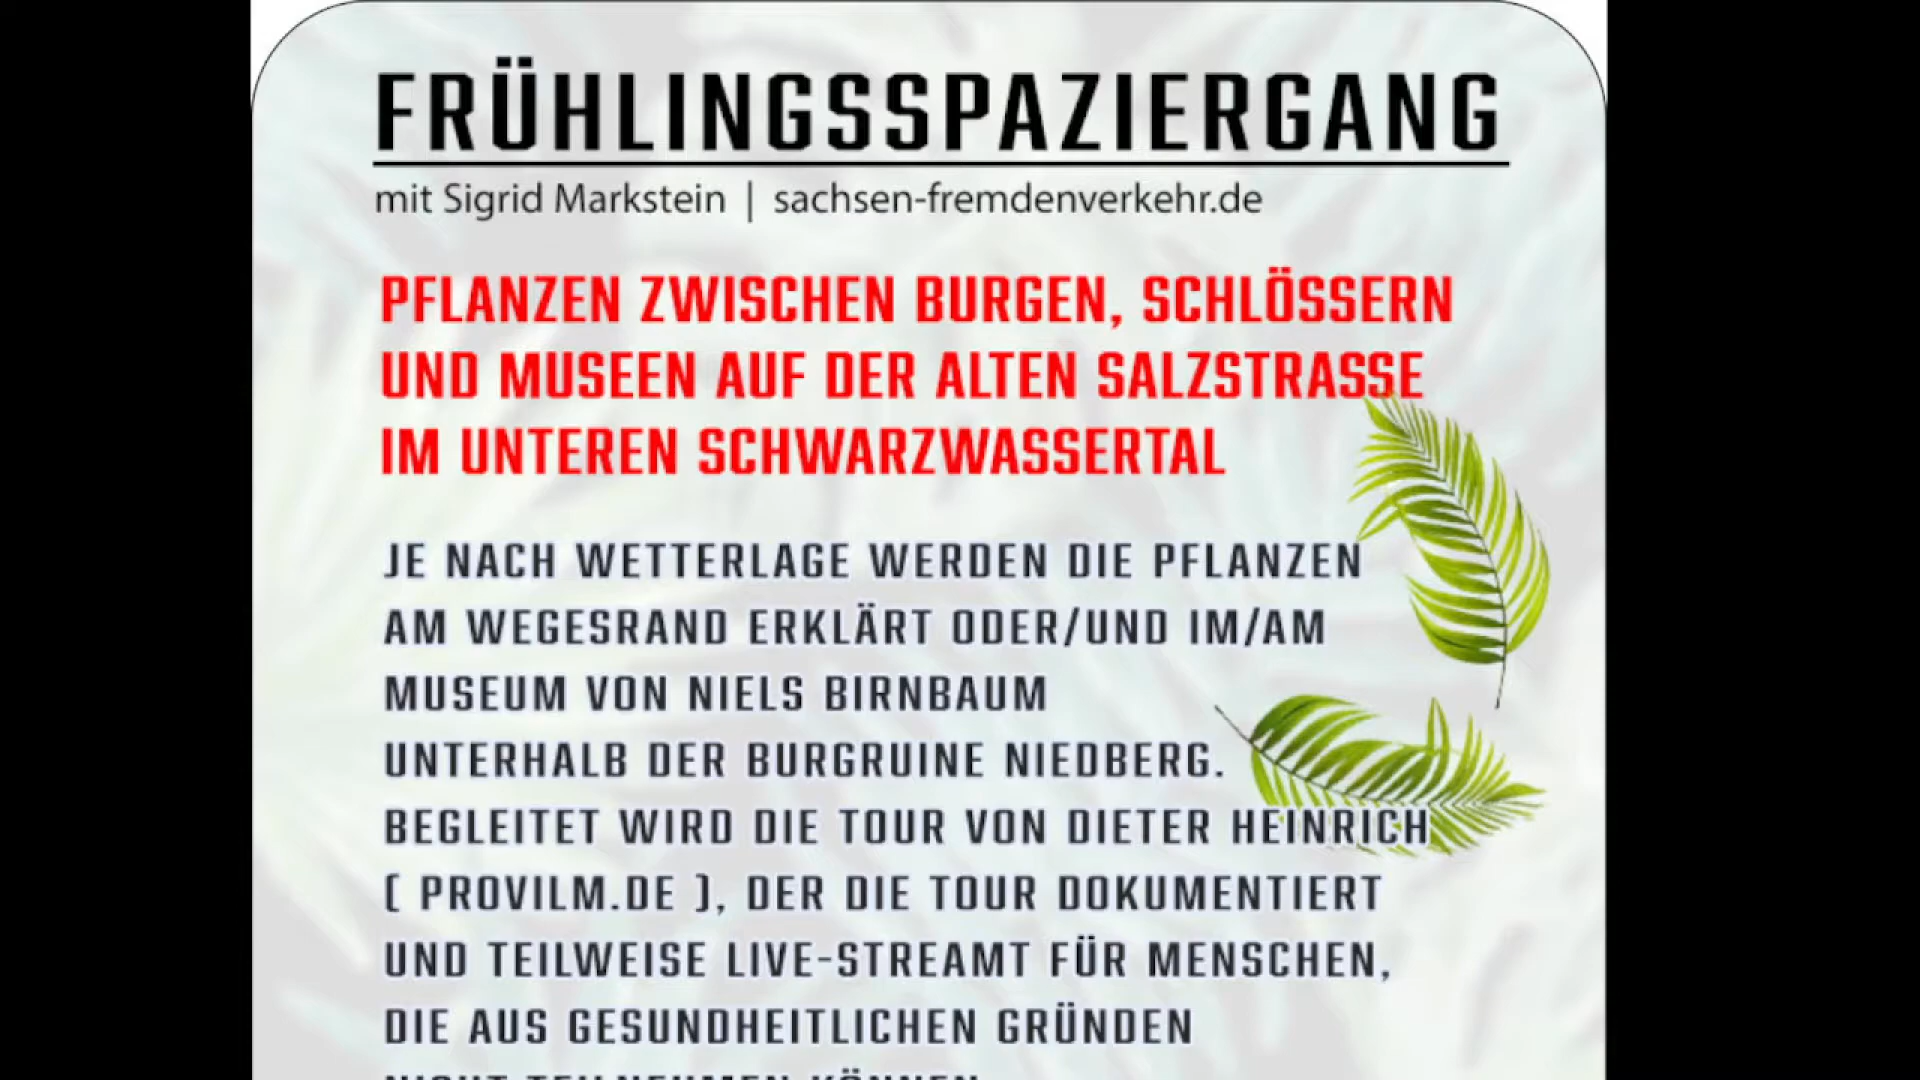 FRÜHLINGSSPAZIERGANG
mit Sigrid Markstein | sachsen-fremdenverkehr.de
PFLANZEN ZWISCHEN BURGEN, SCHLÖSSERN
UND MUSEEN AUF DER ALTEN SALZSTRASSE
IM UNTEREN SCHWARZWASSERTAL
JE NACH WETTERLAGE WERDEN DIE PFLANZEN
AM WEGESRAND ERKLÄRT ODER/UND IM/AM
MUSEUM VON NIELS BIRNBAUM
UNTERHALB DER BURGRUINE NIEDBERG.
BEGLEITET WIRD DIE TOUR VON DIETER HEINRICH
( PROVILM.DE ), DER DIE TOUR DOKUMENTIERT
UND TEILWEISE LIVE-STREAMT FÜR MENSCHEN,
DIE AUS GESUNDHEITLICHEN GRÜNDEN